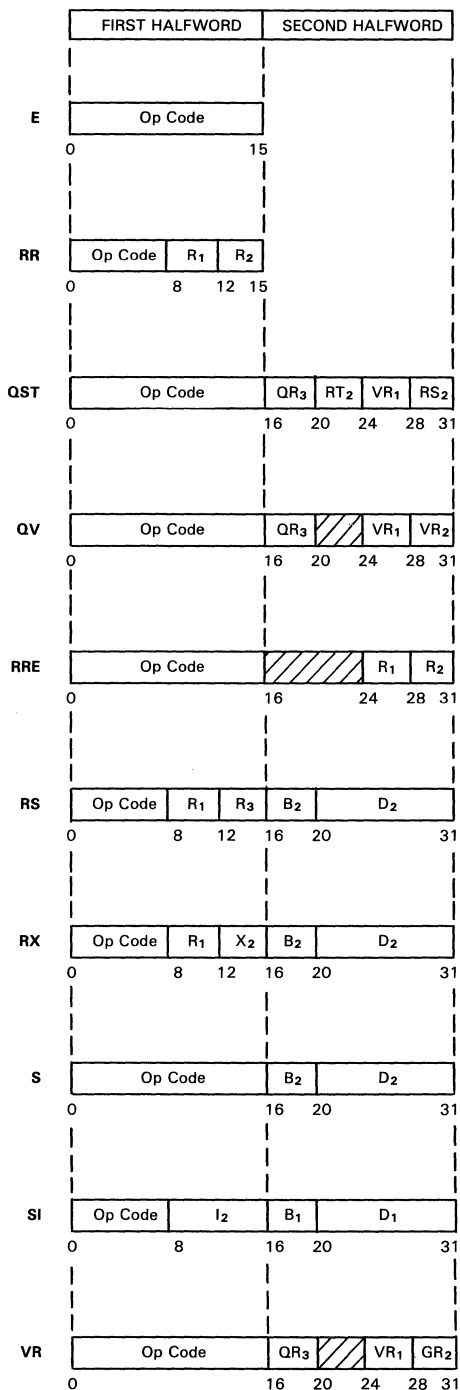 FIRST HALFWORD SECOND HALFWORD
E Op Code
0 15
RR Op Code R1 R2
0 8 12 15
QST Op Code QR3 RT2 VR1 RS2
0 16 20 24 28 31
QV Op Code QR3 VR1 VR2
0 16 20 24 28 31
RRE Op Code R1 R2
0 16 24 28 31
RS Op Code R1 R3 B2 D2
0 8 12 16 20 31
RX Op Code R1 X2 B2 D2
0 8 12 16 20 31
S Op Code B2 D2
0 16 20 31
SI Op Code I2 B1 D1
0 8 16 20 31
VR Op Code QR3 VR1 GR2
0 16 20 24 28 31